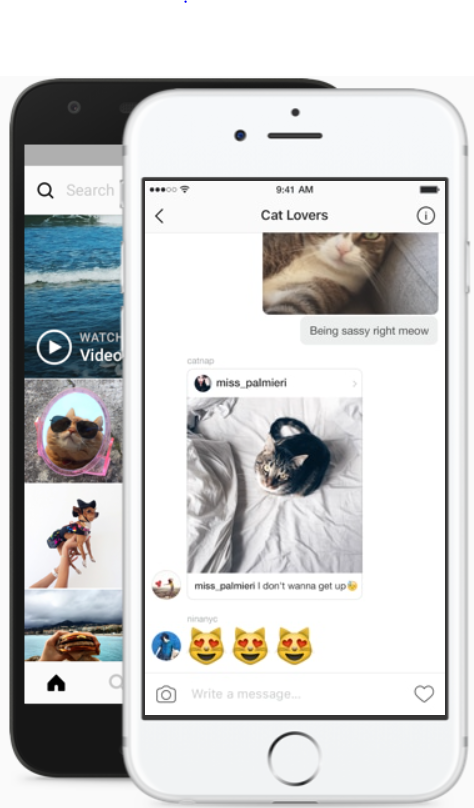 Search
WATCH
Video
9:41 AM
Cat Lovers
Being sassy right meow
catnap
miss_palmieri
miss_palmieri I don't wanna get up
ninanyc
Write a message...